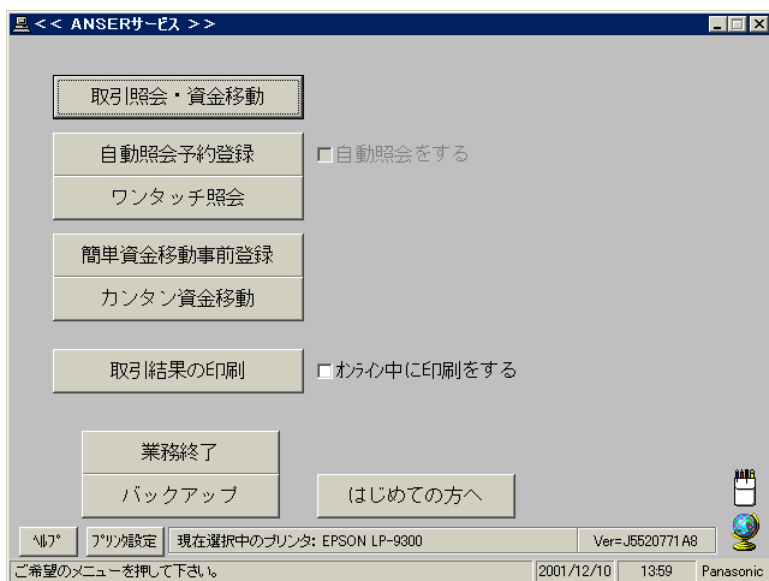 << ANSERｻｰﾋﾞｽ >>
取引照会・資金移動
自動照会予約登録 自動照会をする
ワンタッチ照会
簡単資金移動事前登録
カンタン資金移動
取引結果の印刷 ｵﾝﾗｲﾝ中に印刷をする
業務終了
バックアップ はじめての方へ
ﾍﾙﾌﾟ ﾌﾟﾘﾝﾀ設定 現在選択中のプリンタ: EPSON LP-9300 Ver=J5520771A8
ご希望のメニューを押して下さい。 2001/12/10 13:59 Panasonic